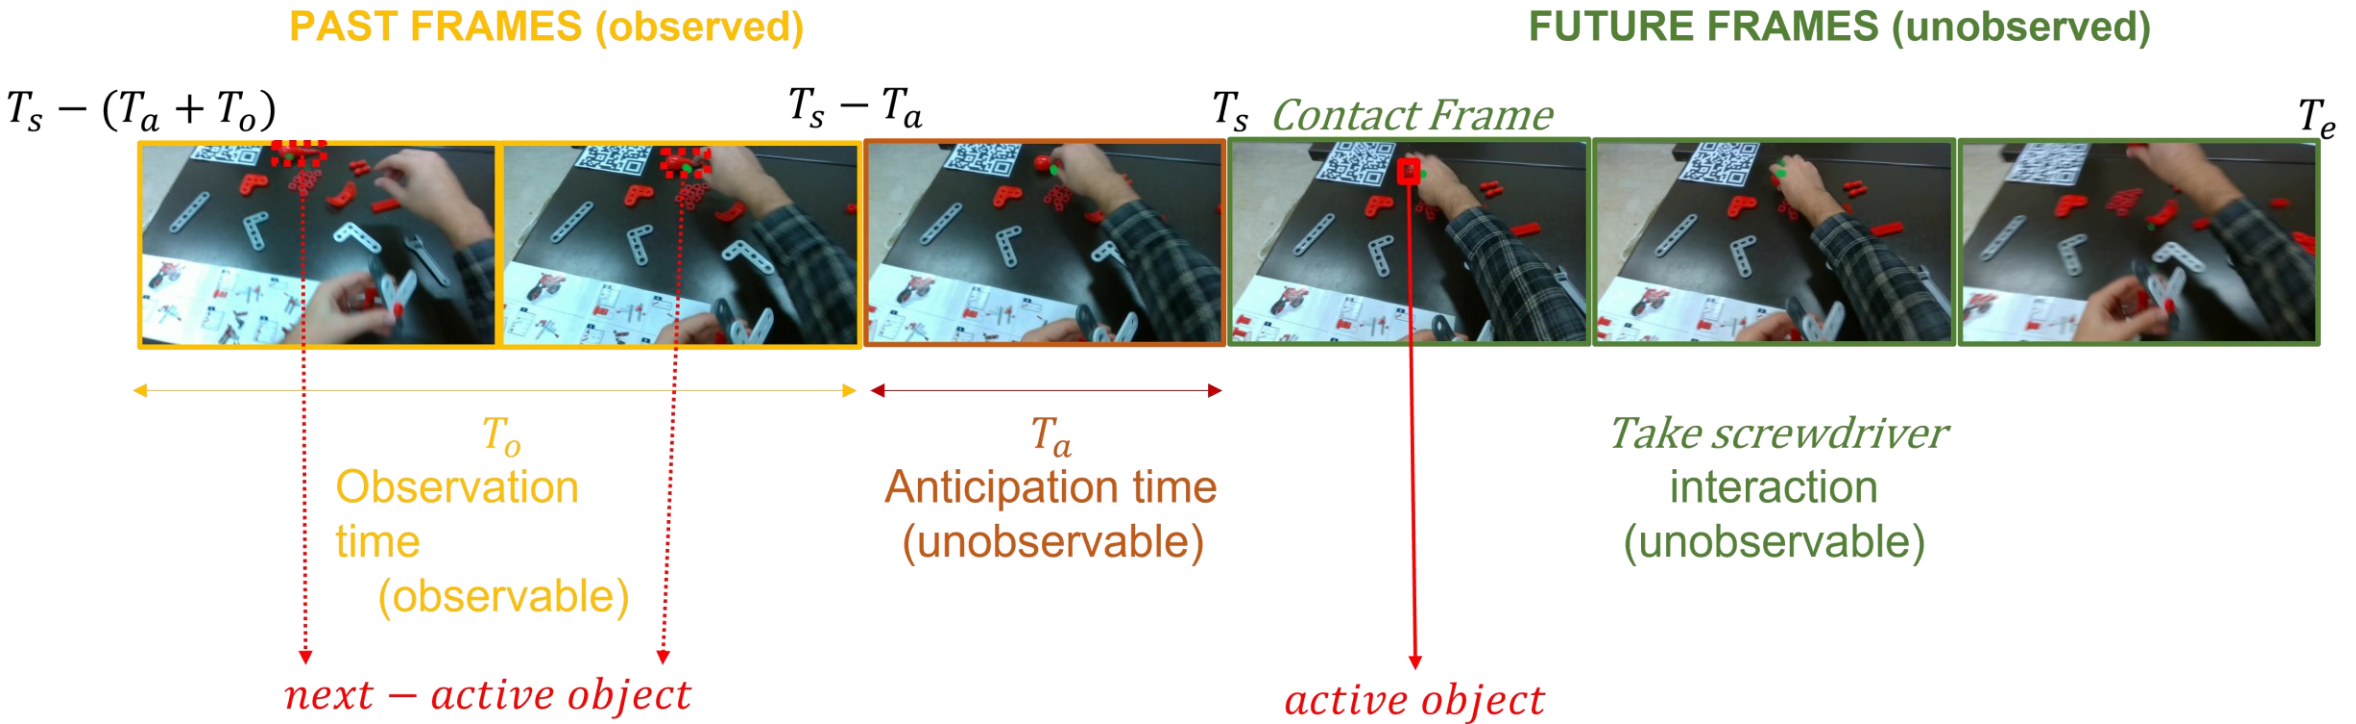 PAST FRAMES (observed)
FUTURE FRAMES (unobserved)
T_s − (T_a + T_o)
T_s − T_a
T_s
Contact Frame
T_e
T_o
Observation
time
(observable)
T_a
Anticipation time
(unobservable)
Take screwdriver
interaction
(unobservable)
next − active object
active object